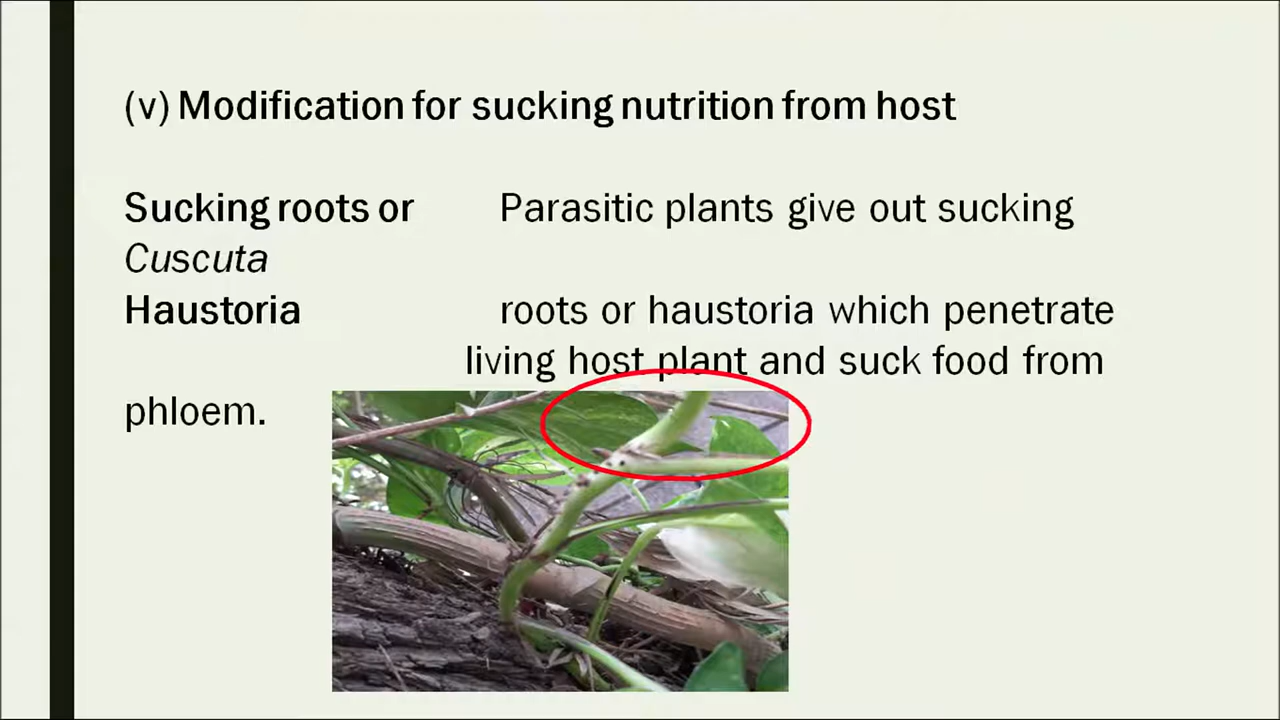 (v) Modification for sucking nutrition from host
Sucking roots or Parasitic plants give out sucking
Cuscuta
Haustoria roots or haustoria which penetrate
living host plant and suck food from
phloem.